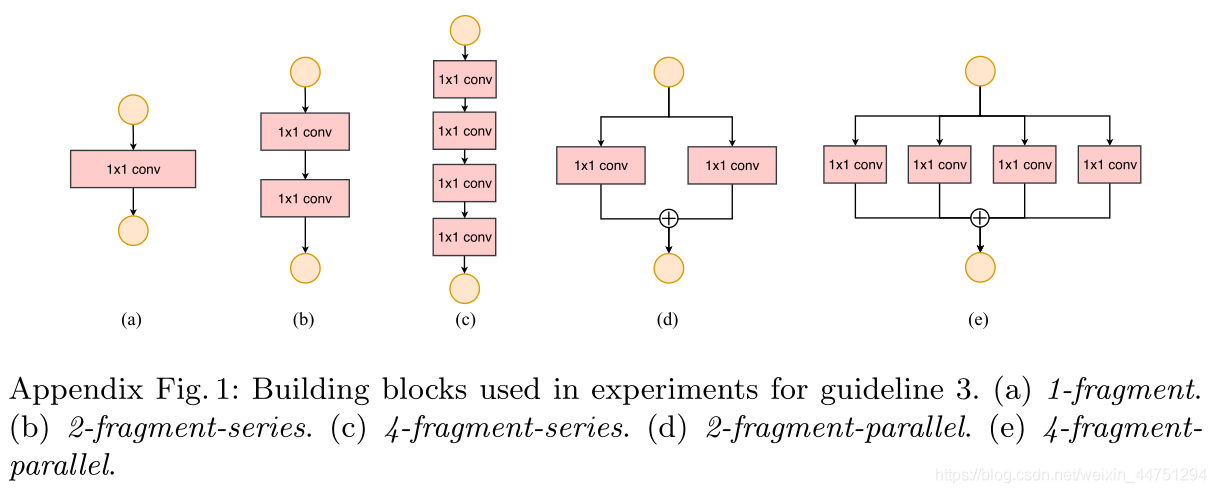 1x1 conv
1x1 conv
1x1 conv
1x1 conv
1x1 conv
1x1 conv
1x1 conv
1x1 conv 1x1 conv
1x1 conv 1x1 conv 1x1 conv 1x1 conv
(a) (b) (c) (d) (e)
Appendix Fig. 1: Building blocks used in experiments for guideline 3. (a) 1-fragment.
(b) 2-fragment-series. (c) 4-fragment-series. (d) 2-fragment-parallel. (e) 4-fragment-
parallel.
https://blog.csdn.net/weixin_44751294